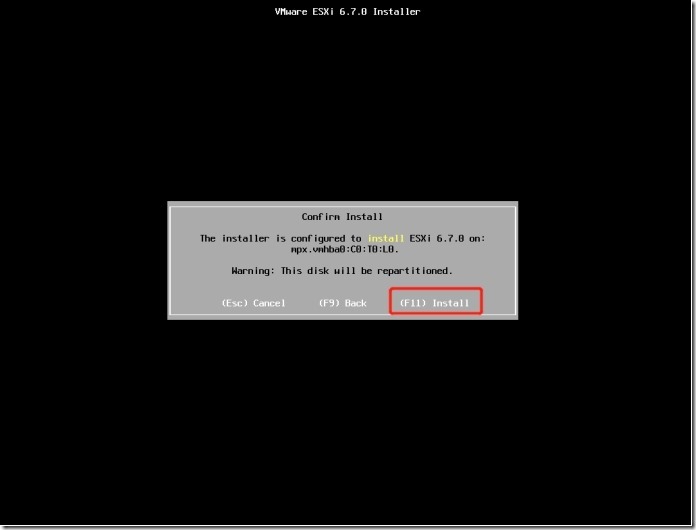 VMware ESXi 6.7.0 Installer
Confirm Install
The installer is configured to install ESXi 6.7.0 on:
mpx.vmhba0:C0:T0:L0.
Warning: This disk will be repartitioned.
(Esc) Cancel (F9) Back (F11) Install